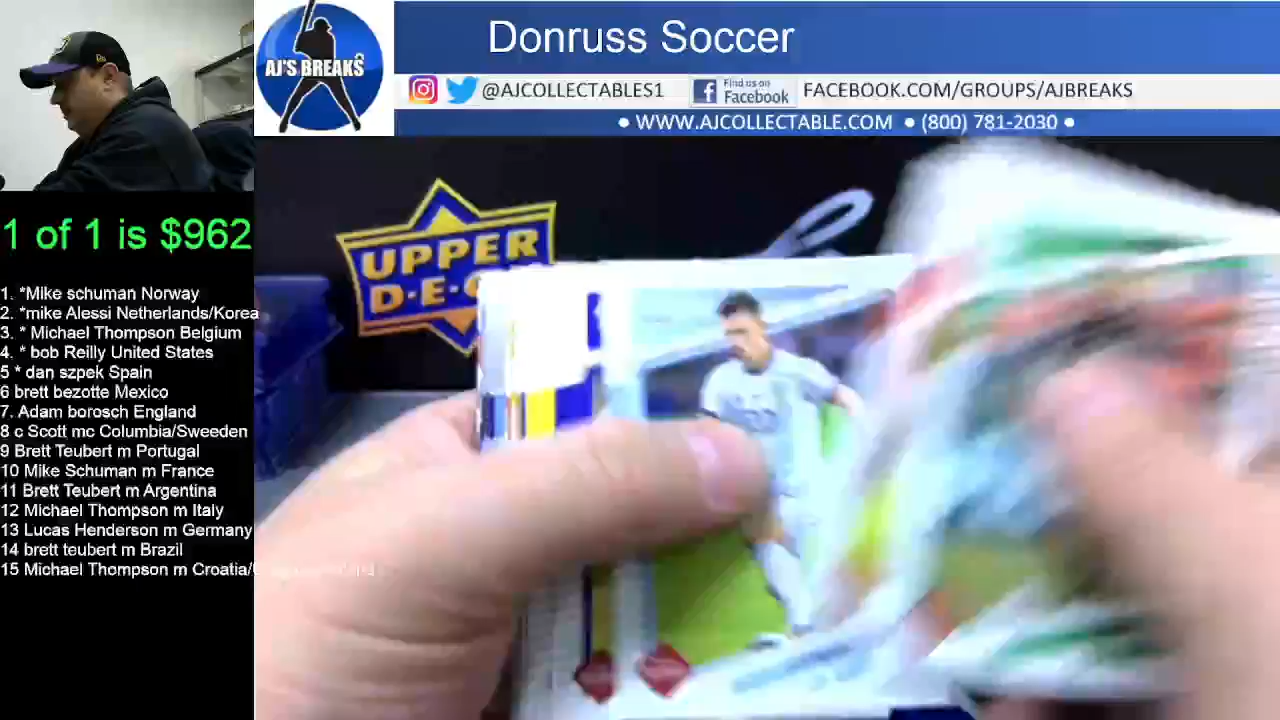 Donruss Soccer
AJ'S BREAKS
@AJCOLLECTABLES1
Find us on
Facebook
FACEBOOK.COM/GROUPS/AJBREAKS
• WWW.AJCOLLECTABLE.COM • (800) 781-2030 •
UPPER
D·E·C
1 of 1 is $962
1. *Mike schuman Norway
2. *mike Alessi Netherlands/Korea
3. * Michael Thompson Belgium
4. * bob Reilly United States
5 * dan szpek Spain
6 brett bezotte Mexico
7. Adam borosch England
8 c Scott mc Columbia/Sweeden
9 Brett Teubert m Portugal
10 Mike Schuman m France
11 Brett Teubert m Argentina
12 Michael Thompson m Italy
13 Lucas Henderson m Germany
14 brett teubert m Brazil
15 Michael Thompson m Croatia/